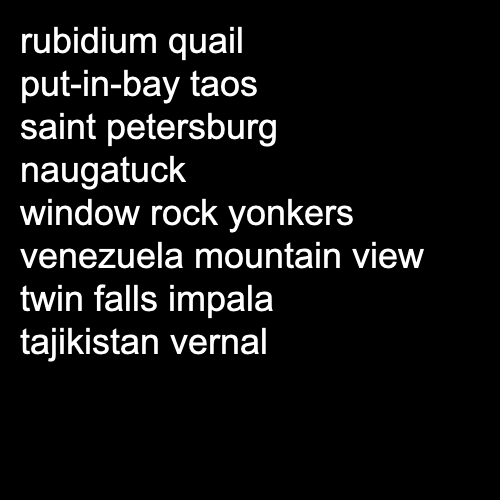 rubidium quail
put-in-bay taos
saint petersburg
naugatuck
window rock yonkers
venezuela mountain view
twin falls impala
tajikistan vernal